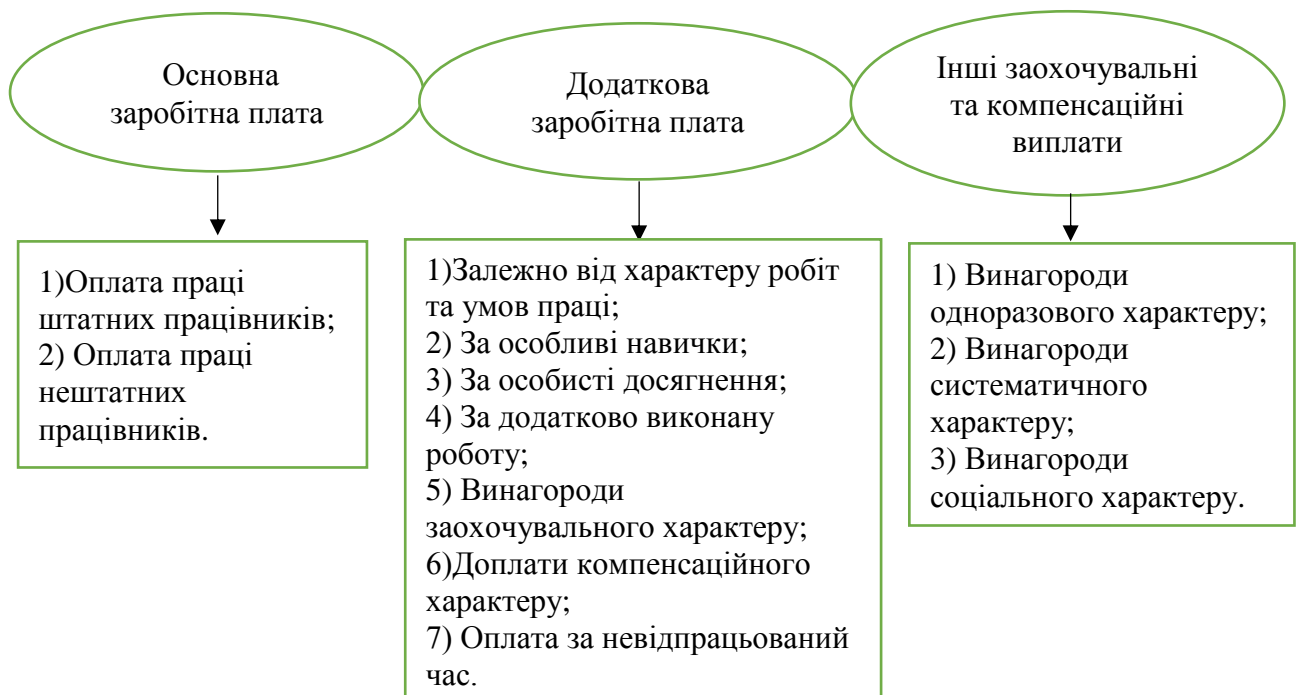 Основна
заробітна плата
Додаткова
заробітна плата
Інші заохочувальні
та компенсаційні
виплати
1)Оплата праці
штатних працівників;
2) Оплата праці
нештатних
працівників.
1)Залежно від характеру робіт
та умов праці;
2) За особливі навички;
3) За особисті досягнення;
4) За додатково виконану
роботу;
5) Винагороди
заохочувального характеру;
6)Доплати компенсаційного
характеру;
7) Оплата за невідпрацьований
час.
1) Винагороди
одноразового характеру;
2) Винагороди
систематичного
характеру;
3) Винагороди
соціального характеру.